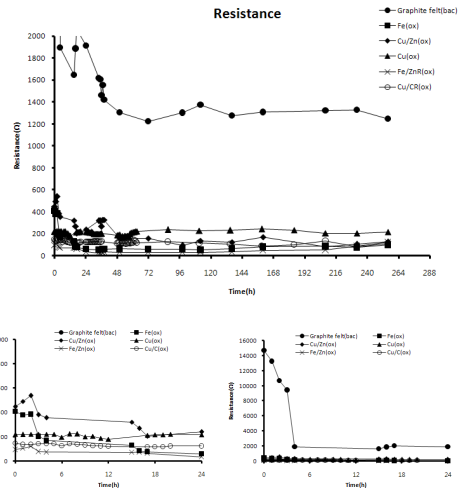 Resistance
Graphite felt(bac)
Fe(ox)
Cu/Zn(ox)
Cu(ox)
Fe/ZnR(ox)
Cu/CR(ox)
Resistance(Ω)
2000
1800
1600
1400
1200
1000
800
600
400
200
0
0 24 48 72 96 120 144 168 192 216 240 264 288
Time(h)
Graphite felt(bac) Fe(ox)
Cu/Zn(ox) Cu(ox)
Fe/Zn(ox) Cu/C(ox)
0 6 12 18 24
Time(h)
Graphite felt(bac) Fe(ox)
Cu/Zn(ox) Cu(ox)
Fe/Zn(ox) Cu/C(ox)
Resistance(Ω)
16000
14000
12000
10000
8000
6000
4000
2000
0
0 6 12 18 24
Time(h)